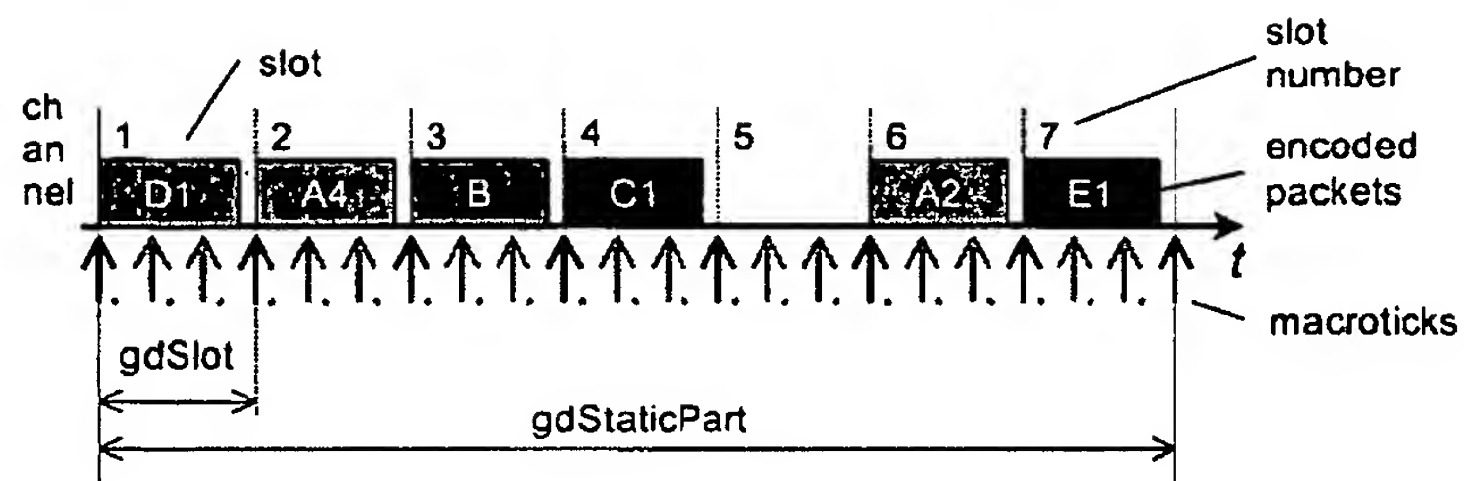 slot
slot
number
ch
an
nel
1 2 3 4 5 6 7
encoded
packets
D1 A4 B C1 A2 E1
t
macroticks
gdSlot
gdStaticPart